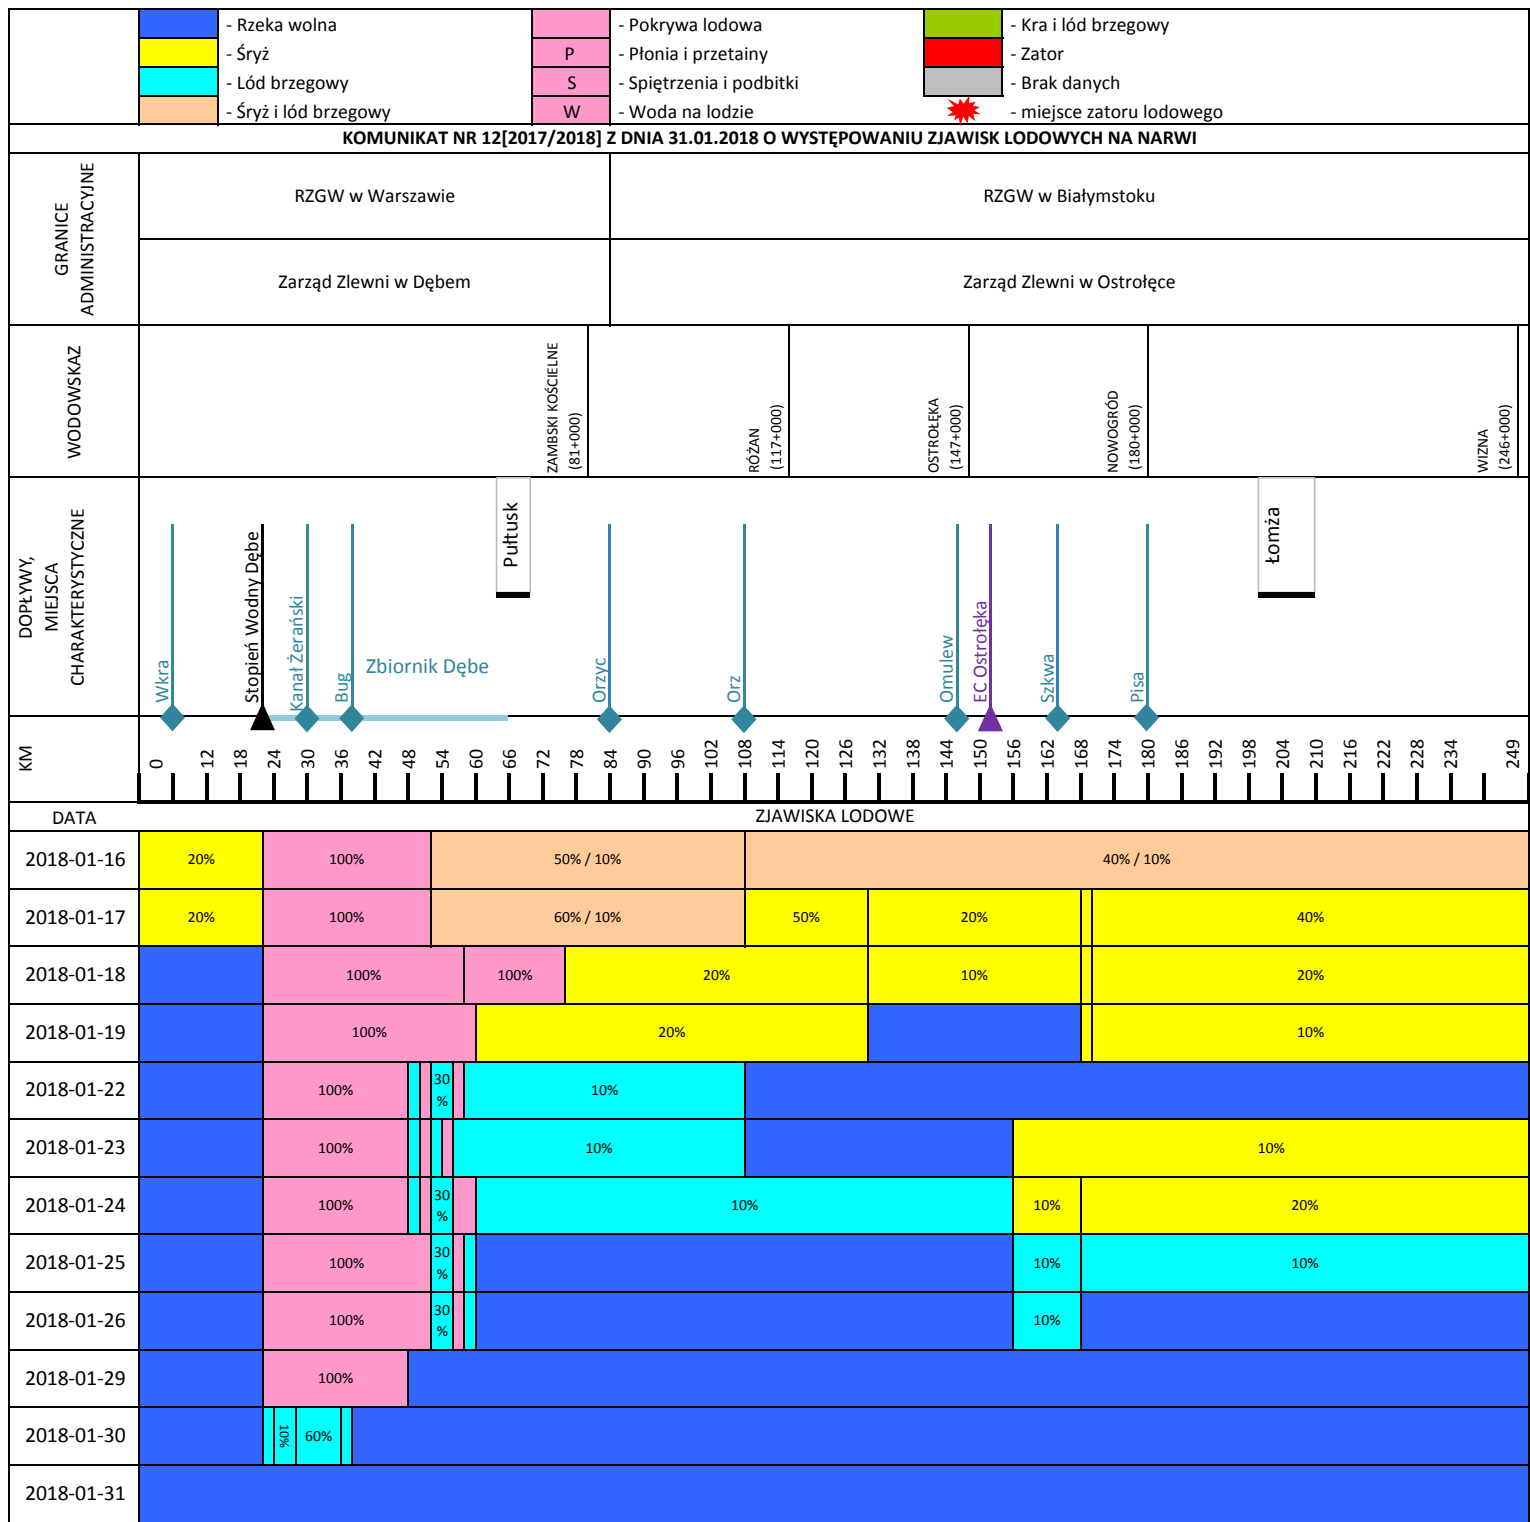 - Rzeka wolna
- Pokrywa lodowa
- Kra i lód brzegowy
- Śryż
P
- Płonia i przetainy
- Zator
- Lód brzegowy
S
- Spiętrzenia i podbitki
- Brak danych
- Śryż i lód brzegowy
W
- Woda na lodzie
- miejsce zatoru lodowego
KOMUNIKAT NR 12[2017/2018] Z DNIA 31.01.2018 O WYSTĘPOWANIU ZJAWISK LODOWYCH NA NARWI
GRANICE
ADMINISTRACYJNE
RZGW w Warszawie
RZGW w Białymstoku
Zarząd Zlewni w Dębem
Zarząd Zlewni w Ostrołęce
WODOWSKAZ
ZAMBSKI KOŚCIELNE
(81+000)
RÓŻAN
(117+000)
OSTROŁĘKA
(147+000)
NOWOGRÓD
(180+000)
WIZNA
(246+000)
DOPŁYWY,
MIEJSCA
CHARAKTERYSTYCZNE
Wkra
Stopień Wodny Dębe
Kanał Żerański
Bug
Zbiornik Dębe
Pułtusk
Orzyc
Orz
Omulew
EC Ostrołęka
Szkwa
Pisa
Łomża
KM
0
12
18
24
30
36
42
48
54
60
66
72
78
84
90
96
102
108
114
120
126
132
138
144
150
156
162
168
174
180
186
192
198
204
210
216
222
228
234
249
DATA
ZJAWISKA LODOWE
2018-01-16
20%
100%
50% / 10%
40% / 10%
2018-01-17
20%
100%
60% / 10%
50%
20%
40%
2018-01-18
100%
100%
20%
10%
20%
2018-01-19
100%
20%
10%
2018-01-22
100%
30
%
10%
2018-01-23
100%
10%
10%
2018-01-24
100%
30
%
10%
10%
20%
2018-01-25
100%
30
%
10%
10%
2018-01-26
100%
30
%
10%
2018-01-29
100%
2018-01-30
10%
60%
2018-01-31